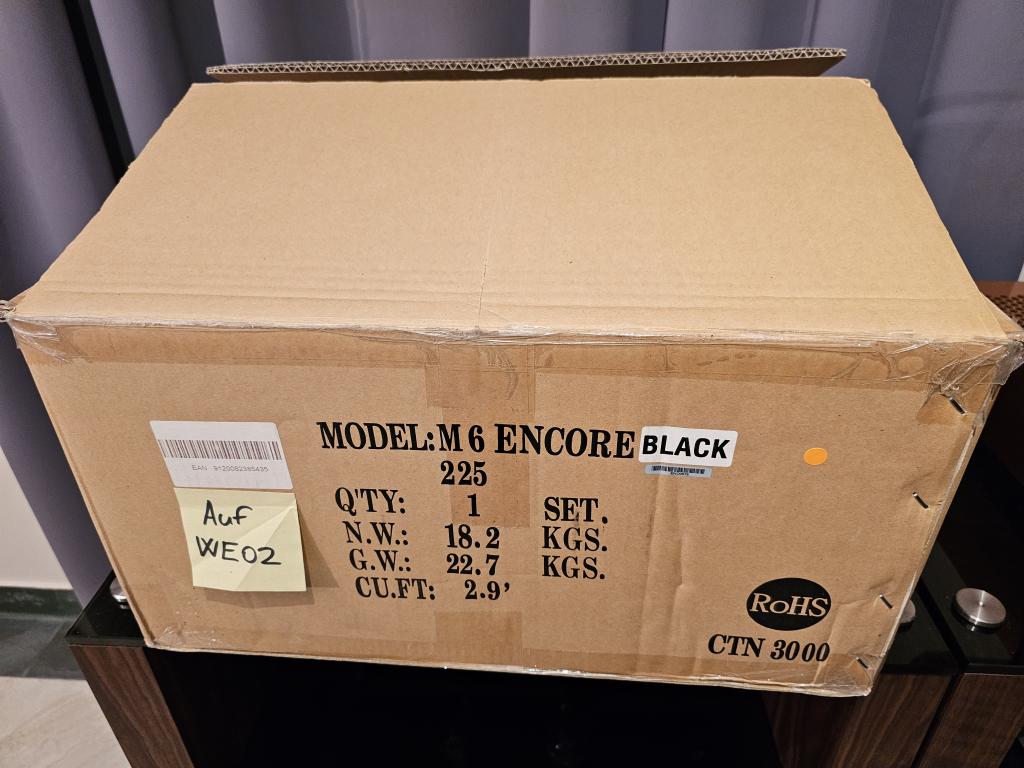 MODEL: M 6 ENCORE BLACK
225
Q'TY: 1 SET.
N.W.: 18.2 KGS.
G.W.: 22.7 KGS.
CU.FT: 2.9'
EAN 9120082385435
Auf
WE02
RoHS
CTN 3000